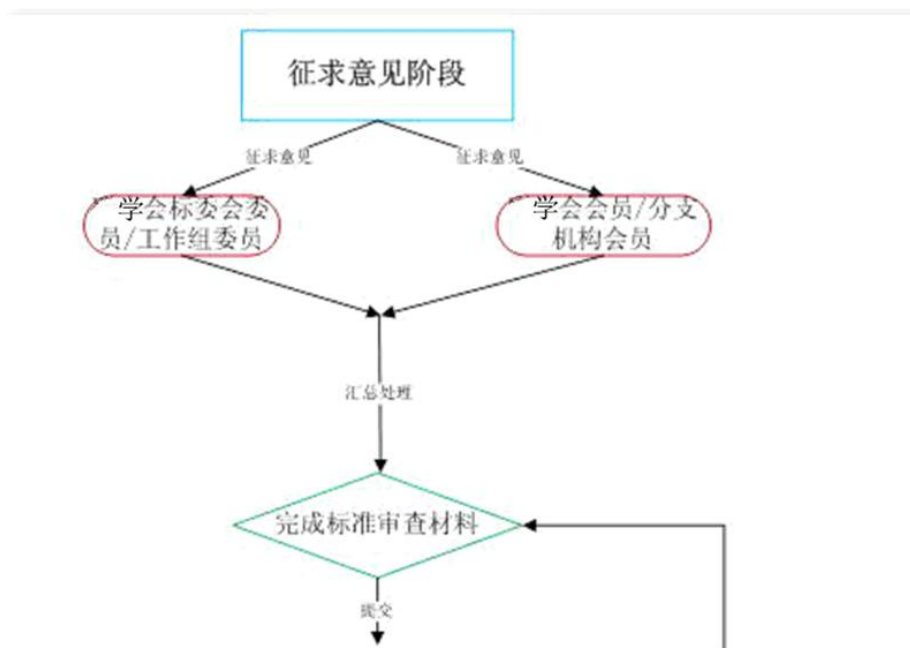 征求意见阶段
征求意见
征求意见
学会标委会委
员/工作组委员
学会会员/分支
机构会员
汇总处理
完成标准审查材料
提交